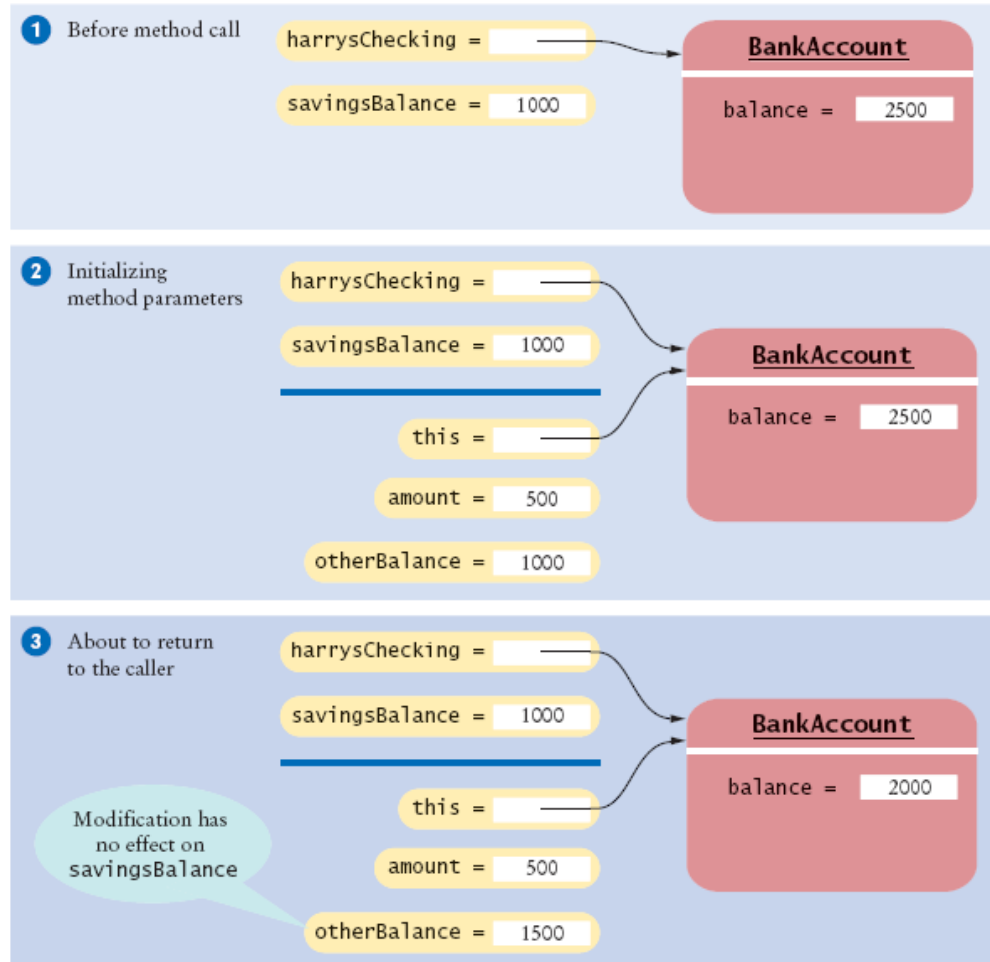 1 Before method call
harrysChecking =
savingsBalance = 1000
BankAccount
balance = 2500
2 Initializing
method parameters
harrysChecking =
savingsBalance = 1000
this =
amount = 500
otherBalance = 1000
BankAccount
balance = 2500
3 About to return
to the caller
harrysChecking =
savingsBalance = 1000
this =
amount = 500
otherBalance = 1500
BankAccount
balance = 2000
Modification has
no effect on
savingsBalance